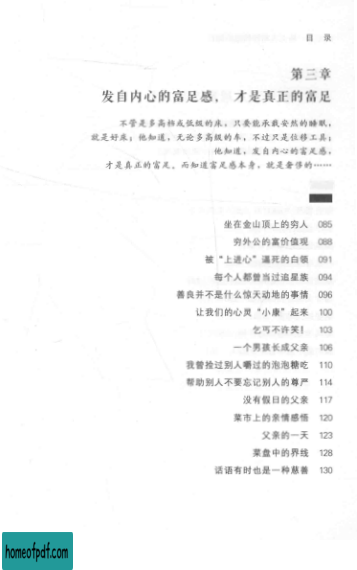 目 录
第三章
发自内心的富足感， 才是真正的富足
不管是多高档或低级的床，只要能承载安然的睡眠，
就是好床；他知道，无论多高级的车，不过只是位移工具；
他知道，发自内心的富足感，
才是真正的富足，而知道富足感本身，就是奢侈的……
坐在金山顶上的穷人 085
穷外公的富价值观 088
被“上进心”逼死的白领 091
每个人都曾当过追星族 094
善良并不是什么惊天动地的事情 096
让我们的心灵“小康”起来 100
乞丐不许笑！ 103
一个男孩长成父亲 106
我曾捡过别人嚼过的泡泡糖吃 110
帮助别人不要忘记别人的尊严 114
没有假日的父亲 117
菜市上的亲情感悟 120
父亲的一天 123
菜盘中的界线 128
话语有时也是一种慈善 130
homeofpdf.com